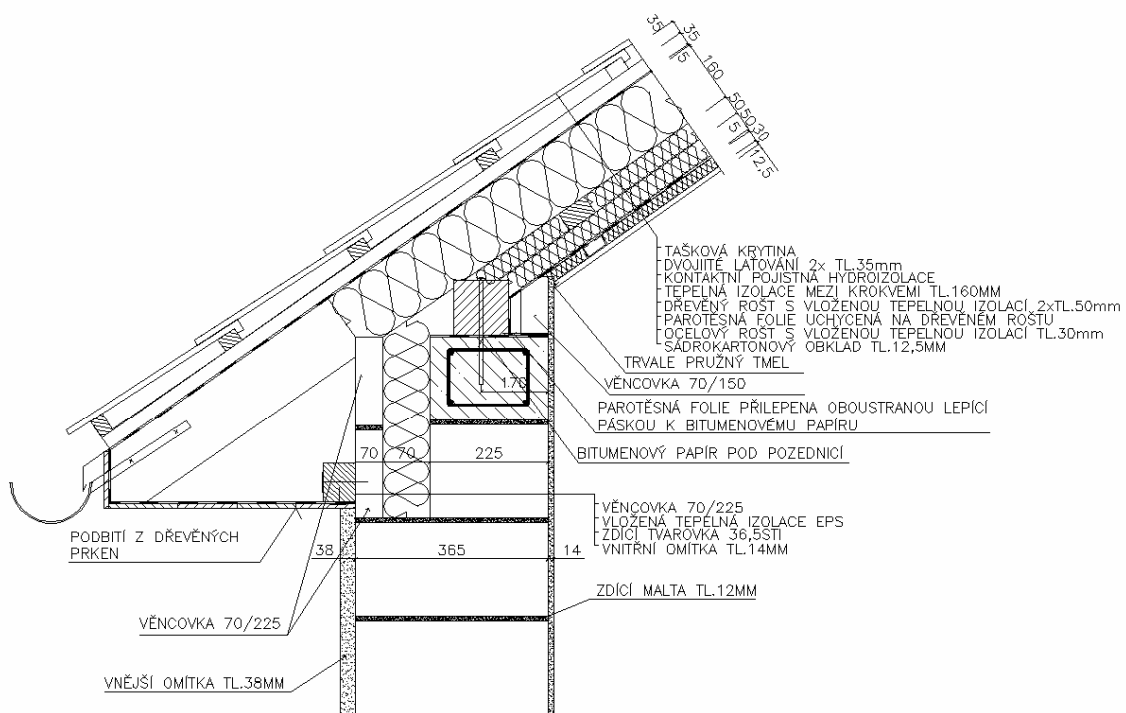 35
35
5
160
5050
5
30
12,5
TAŠKOVÁ KRYTINA
DVOJIITÉ LAŤOVÁNÍ 2x TL.35mm
KONTAKTNÍ POJISTNÁ HYDROIZOLACE
TEPELNÁ IZOLACE MEZI KROKVEMI TL.160MM
DŘEVĚNÝ ROŠT S VLOŽENOU TEPELNOU IZOLACÍ 2xTL.50mm
PAROTĚSNÁ FOLIE UCHYCENÁ NA DŘEVĚNÉM ROŠTU
OCELOVÝ ROŠT S VLOŽENOU TEPELNOU IZOLACÍ TL.30mm
SÁDROKARTONOVÝ OBKLAD TL.12,5MM
TRVALE PRUŽNÝ TMEL
VĚNCOVKA 70/150
170
PAROTĚSNÁ FOLIE PŘILEPENA OBOUSTRANOU LEPÍCÍ
PÁSKOU K BITUMENOVÉMU PAPÍRU
70 70 225
BITUMENOVÝ PAPÍR POD POZEDNICÍ
VĚNCOVKA 70/225
VLOŽENÁ TEPELNÁ IZOLACE EPS
ZDÍCÍ TVAROVKA 36,5STI
VNITŘNÍ OMÍTKA TL.14MM
PODBITÍ Z DŘEVĚNÝCH
PRKEN
38 365 14
ZDÍCÍ MALTA TL.12MM
VĚNCOVKA 70/225
VNĚJŠÍ OMÍTKA TL.38MM